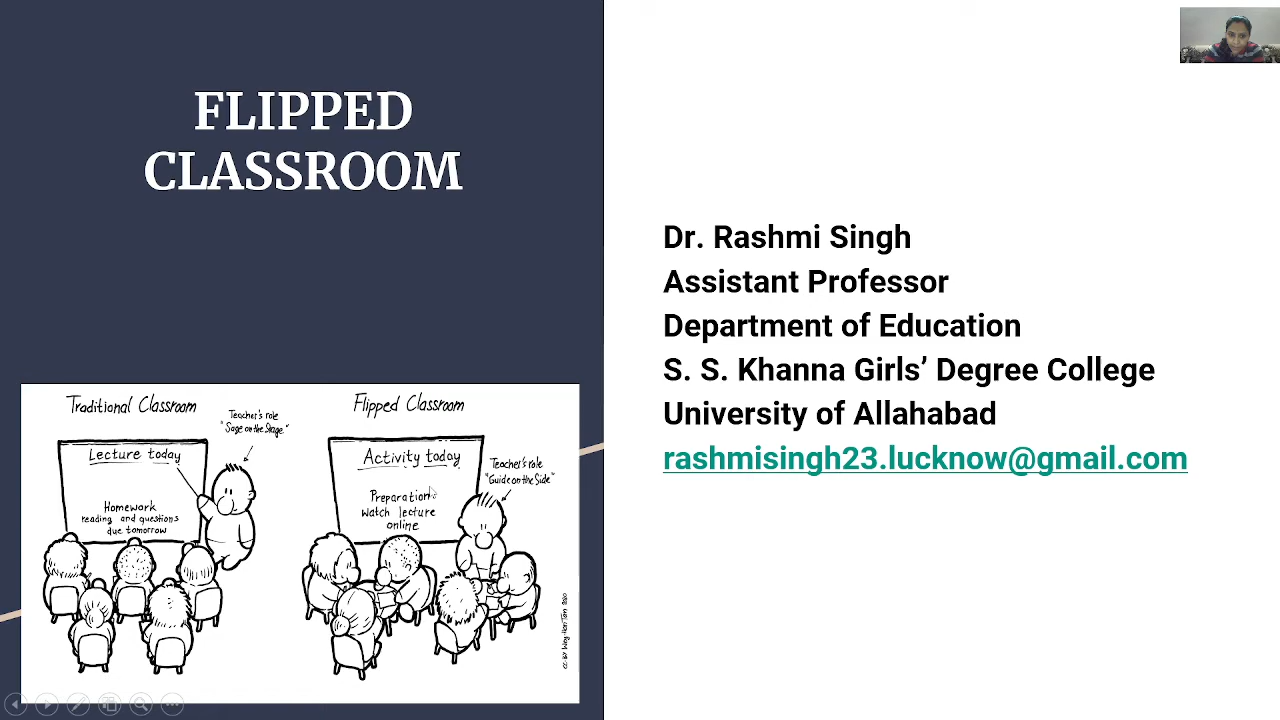 FLIPPED
CLASSROOM
Dr. Rashmi Singh
Assistant Professor
Department of Education
S. S. Khanna Girls’ Degree College
University of Allahabad
rashmisingh23.lucknow@gmail.com
Traditional Classroom
Teacher's role
"Sage on the Stage."
Lecture today
Homework
reading and questions
due tomorrow
Flipped Classroom
Activity today
Preparation
watch lecture
online
Teacher's role
"Guide on the Side"
CC-BY